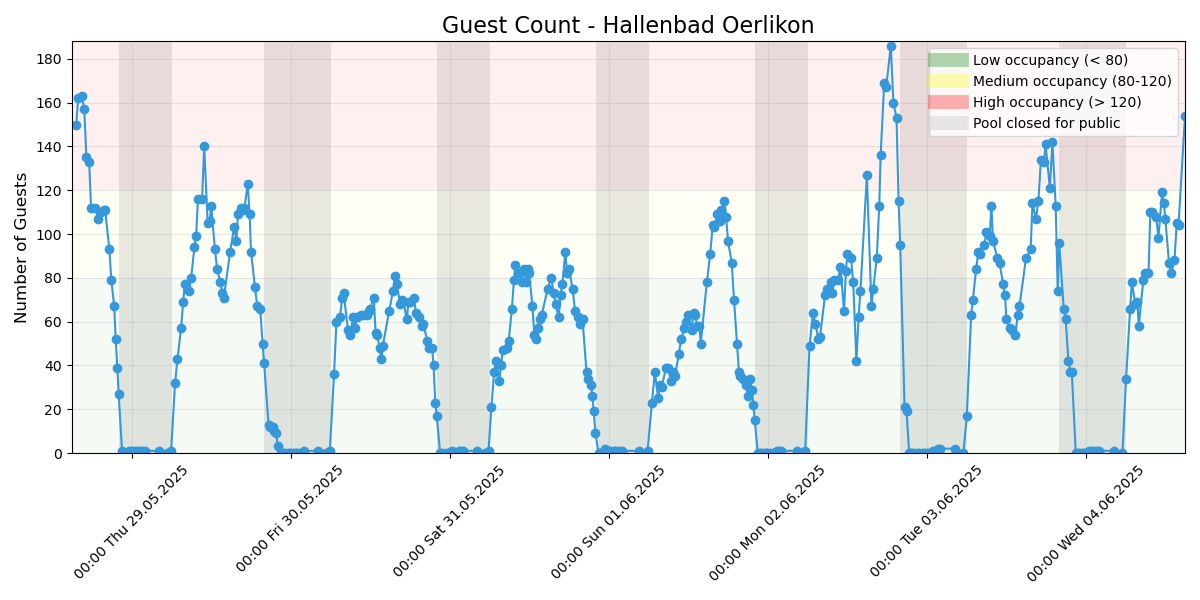 Guest Count - Hallenbad Oerlikon
Number of Guests
180
160
140
120
100
80
60
40
20
0
Low occupancy (< 80)
Medium occupancy (80-120)
High occupancy (> 120)
Pool closed for public
00:00 Thu 29.05.2025
00:00 Fri 30.05.2025
00:00 Sat 31.05.2025
00:00 Sun 01.06.2025
00:00 Mon 02.06.2025
00:00 Tue 03.06.2025
00:00 Wed 04.06.2025